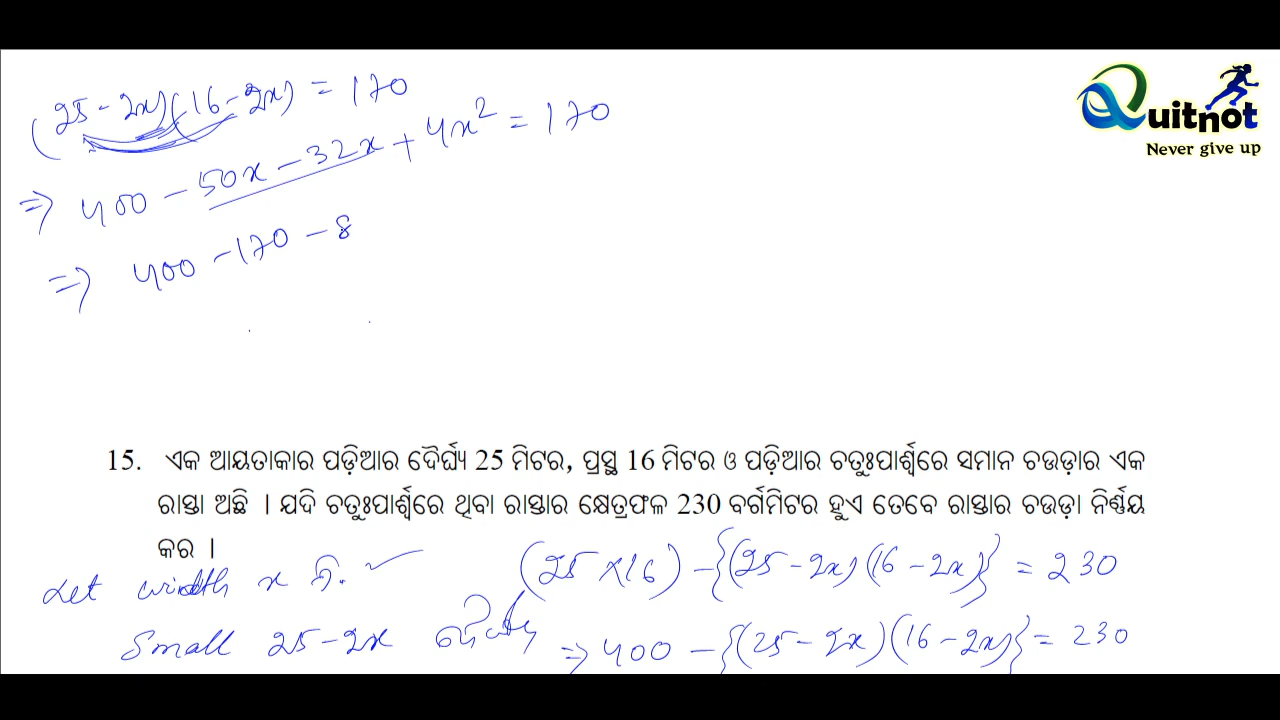 (25 - 2x)(16 - 2x) = 170
⇒ 400 - 50x - 32x + 4x² = 170
⇒ 400 - 170 - 8
Quitnot
Never give up
15. ଏକ ଆୟତାକାର ପଡ଼ିଆର ଦୈର୍ଘ୍ୟ 25 ମିଟର, ପ୍ରସ୍ଥ 16 ମିଟର ଓ ପଡ଼ିଆର ଚତୁଃପାର୍ଶ୍ୱରେ ସମାନ ଚଉଡ଼ାର ଏକ
ରାସ୍ତା ଅଛି । ଯଦି ଚତୁଃପାର୍ଶ୍ୱରେ ଥିବା ରାସ୍ତାର କ୍ଷେତ୍ରଫଳ 230 ବର୍ଗମିଟର ହୁଏ ତେବେ ରାସ୍ତାର ଚଉଡ଼ା ନିର୍ଣ୍ଣୟ
କର ।
Let width x ମି. ✓
(25 × 16) - {(25 - 2x)(16 - 2x)} = 230
Small 25 - 2x
⇒ 400 - {(25 - 2x)(16 - 2x)} = 230